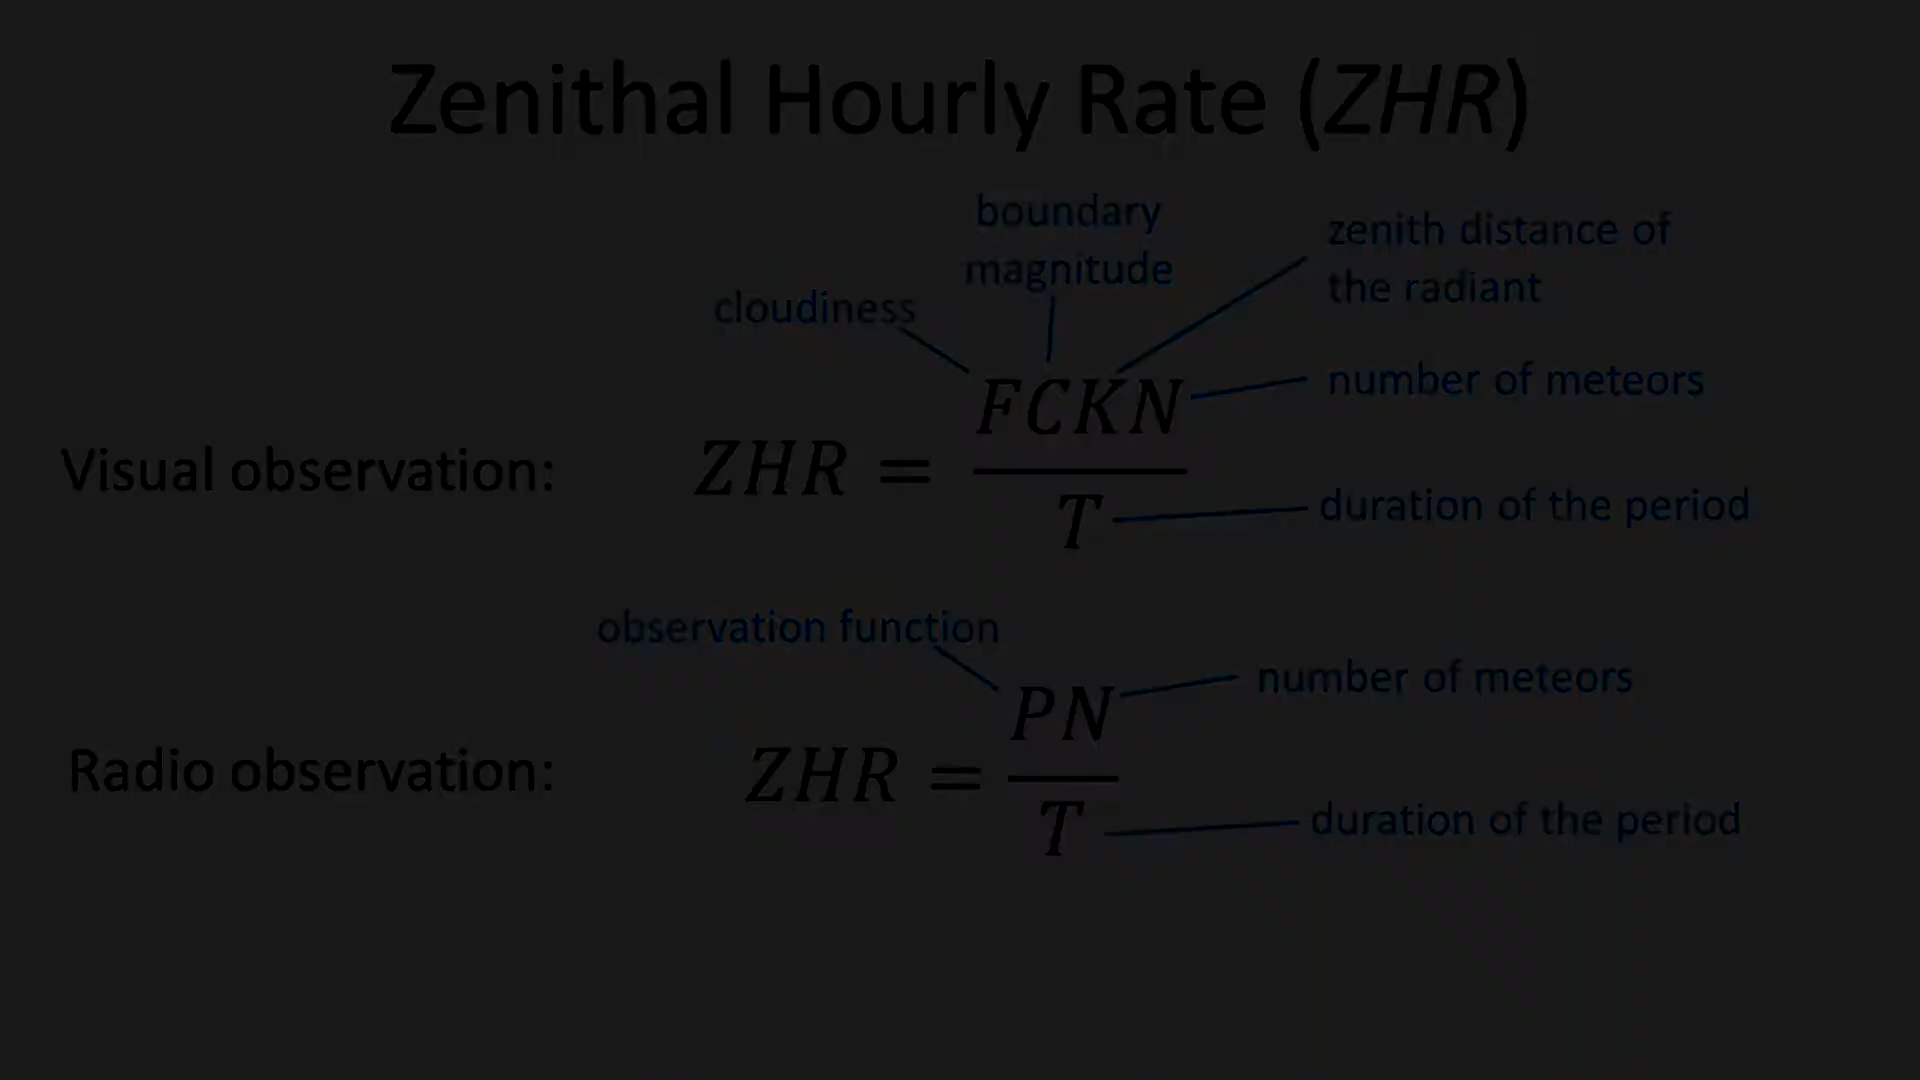 Zenithal Hourly Rate (ZHR)
boundary
magnitude
zenith distance of
the radiant
cloudiness
number of meteors
Visual observation:
ZHR = FCKN
T
duration of the period
observation function
number of meteors
Radio observation:
ZHR = PN
T
duration of the period